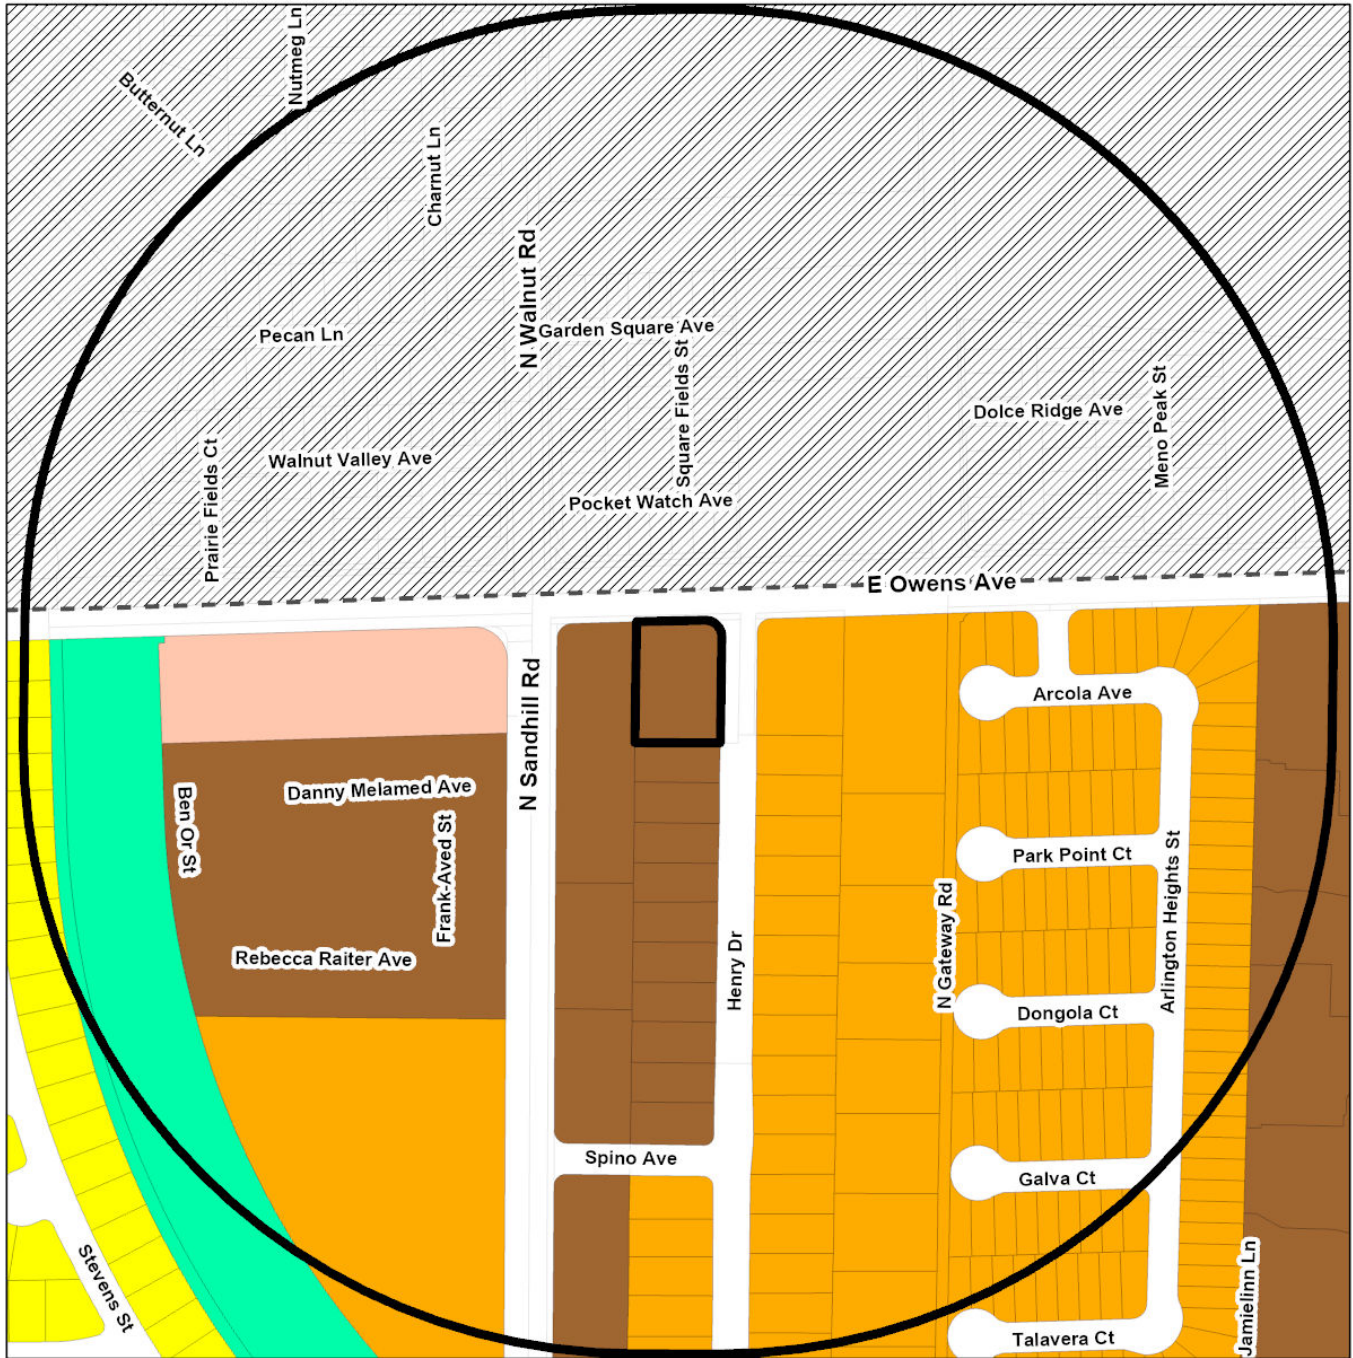 Nutmeg Ln
Butternut Ln
Charnut Ln
N Walnut Rd
Garden Square Ave
Pecan Ln
Square Fields St
Dolce Ridge Ave
Meno Peak St
Prairie Fields Ct
Walnut Valley Ave
Pocket Watch Ave
E Owens Ave
N Sandhill Rd
Arcola Ave
Ben Or St
Danny Melamed Ave
Frank-Aved St
Park Point Ct
Arlington Heights St
N Gateway Rd
Henry Dr
Rebecca Raiter Ave
Dongola Ct
Spino Ave
Galva Ct
Stevens St
Jamielinn Ln
Talavera Ct